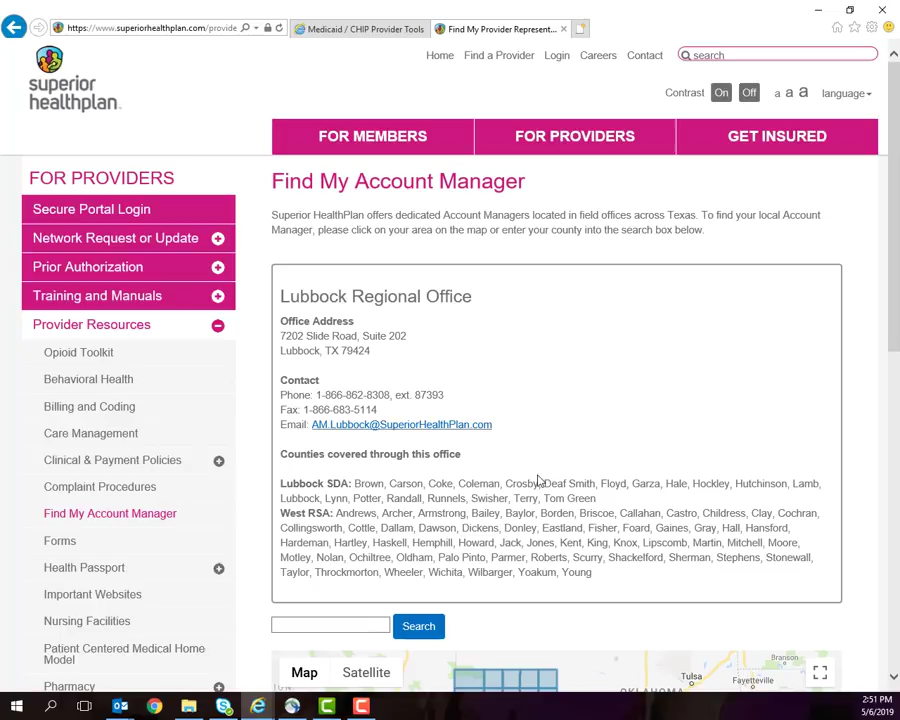 https://www.superiorhealthplan.com/provide
Medicaid / CHIP Provider Tools
Find My Provider Represent...
superior
healthplan.
Home Find a Provider Login Careers Contact search
Contrast On Off a a a language
FOR MEMBERS FOR PROVIDERS GET INSURED
FOR PROVIDERS
Secure Portal Login
Network Request or Update
Prior Authorization
Training and Manuals
Provider Resources
Opioid Toolkit
Behavioral Health
Billing and Coding
Care Management
Clinical & Payment Policies
Complaint Procedures
Find My Account Manager
Forms
Health Passport
Important Websites
Nursing Facilities
Patient Centered Medical Home
Model
Pharmacy
Find My Account Manager
Superior HealthPlan offers dedicated Account Managers located in field offices across Texas. To find your local Account
Manager, please click on your area on the map or enter your county into the search box below.
Lubbock Regional Office
Office Address
7202 Slide Road, Suite 202
Lubbock, TX 79424
Contact
Phone: 1-866-862-8308, ext. 87393
Fax: 1-866-683-5114
Email: AM.Lubbock@SuperiorHealthPlan.com
Counties covered through this office
Lubbock SDA: Brown, Carson, Coke, Coleman, Crosby, Deaf Smith, Floyd, Garza, Hale, Hockley, Hutchinson, Lamb,
Lubbock, Lynn, Potter, Randall, Runnels, Swisher, Terry, Tom Green
West RSA: Andrews, Archer, Armstrong, Bailey, Baylor, Borden, Briscoe, Callahan, Castro, Childress, Clay, Cochran,
Collingsworth, Cottle, Dallam, Dawson, Dickens, Donley, Eastland, Fisher, Foard, Gaines, Gray, Hall, Hansford,
Hardeman, Hartley, Haskell, Hemphill, Howard, Jack, Jones, Kent, King, Knox, Lipscomb, Martin, Mitchell, Moore,
Motley, Nolan, Ochiltree, Oldham, Palo Pinto, Parmer, Roberts, Scurry, Shackelford, Sherman, Stephens, Stonewall,
Taylor, Throckmorton, Wheeler, Wichita, Wilbarger, Yoakum, Young
Search
Map Satellite
Branson
Tulsa
Fayetteville
OKLAHOMA
2:51 PM
5/6/2019